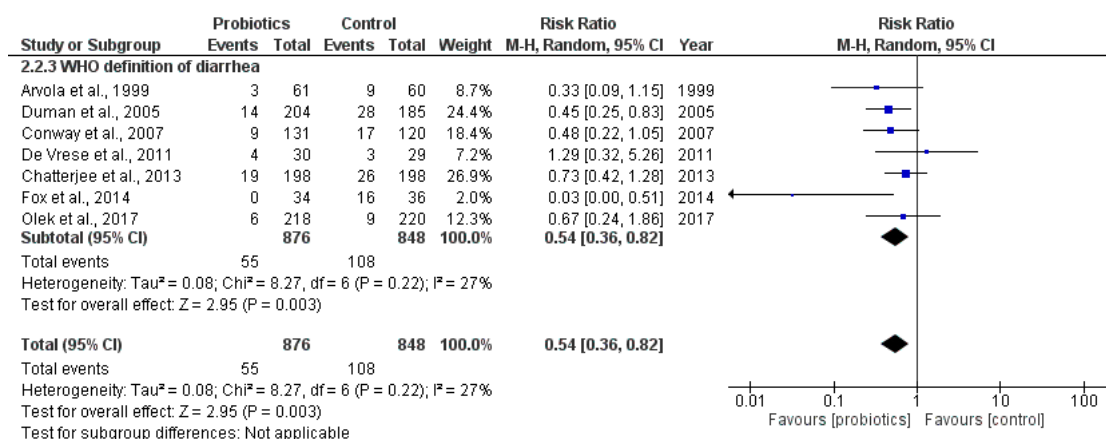 Probiotics Control Risk Ratio Risk Ratio
Study or Subgroup Events Total Events Total Weight M-H, Random, 95% CI Year M-H, Random, 95% CI
2.2.3 WHO definition of diarrhea
Arvola et al., 1999 3 61 9 60 8.7% 0.33 [0.09, 1.15] 1999
Duman et al., 2005 14 204 28 185 24.4% 0.45 [0.25, 0.83] 2005
Conway et al., 2007 9 131 17 120 18.4% 0.48 [0.22, 1.05] 2007
De Vrese et al., 2011 4 30 3 29 7.2% 1.29 [0.32, 5.26] 2011
Chatterjee et al., 2013 19 198 26 198 26.9% 0.73 [0.42, 1.28] 2013
Fox et al., 2014 0 34 16 36 2.0% 0.03 [0.00, 0.51] 2014
Olek et al., 2017 6 218 9 220 12.3% 0.67 [0.24, 1.86] 2017
Subtotal (95% CI) 876 848 100.0% 0.54 [0.36, 0.82]
Total events 55 108
Heterogeneity: Tau² = 0.08; Chi² = 8.27, df = 6 (P = 0.22); I² = 27%
Test for overall effect: Z = 2.95 (P = 0.003)
Total (95% CI) 876 848 100.0% 0.54 [0.36, 0.82]
Total events 55 108
Heterogeneity: Tau² = 0.08; Chi² = 8.27, df = 6 (P = 0.22); I² = 27%
Test for overall effect: Z = 2.95 (P = 0.003)
Test for subgroup differences: Not applicable
0.01 0.1 1 10 100
Favours [probiotics] Favours [control]